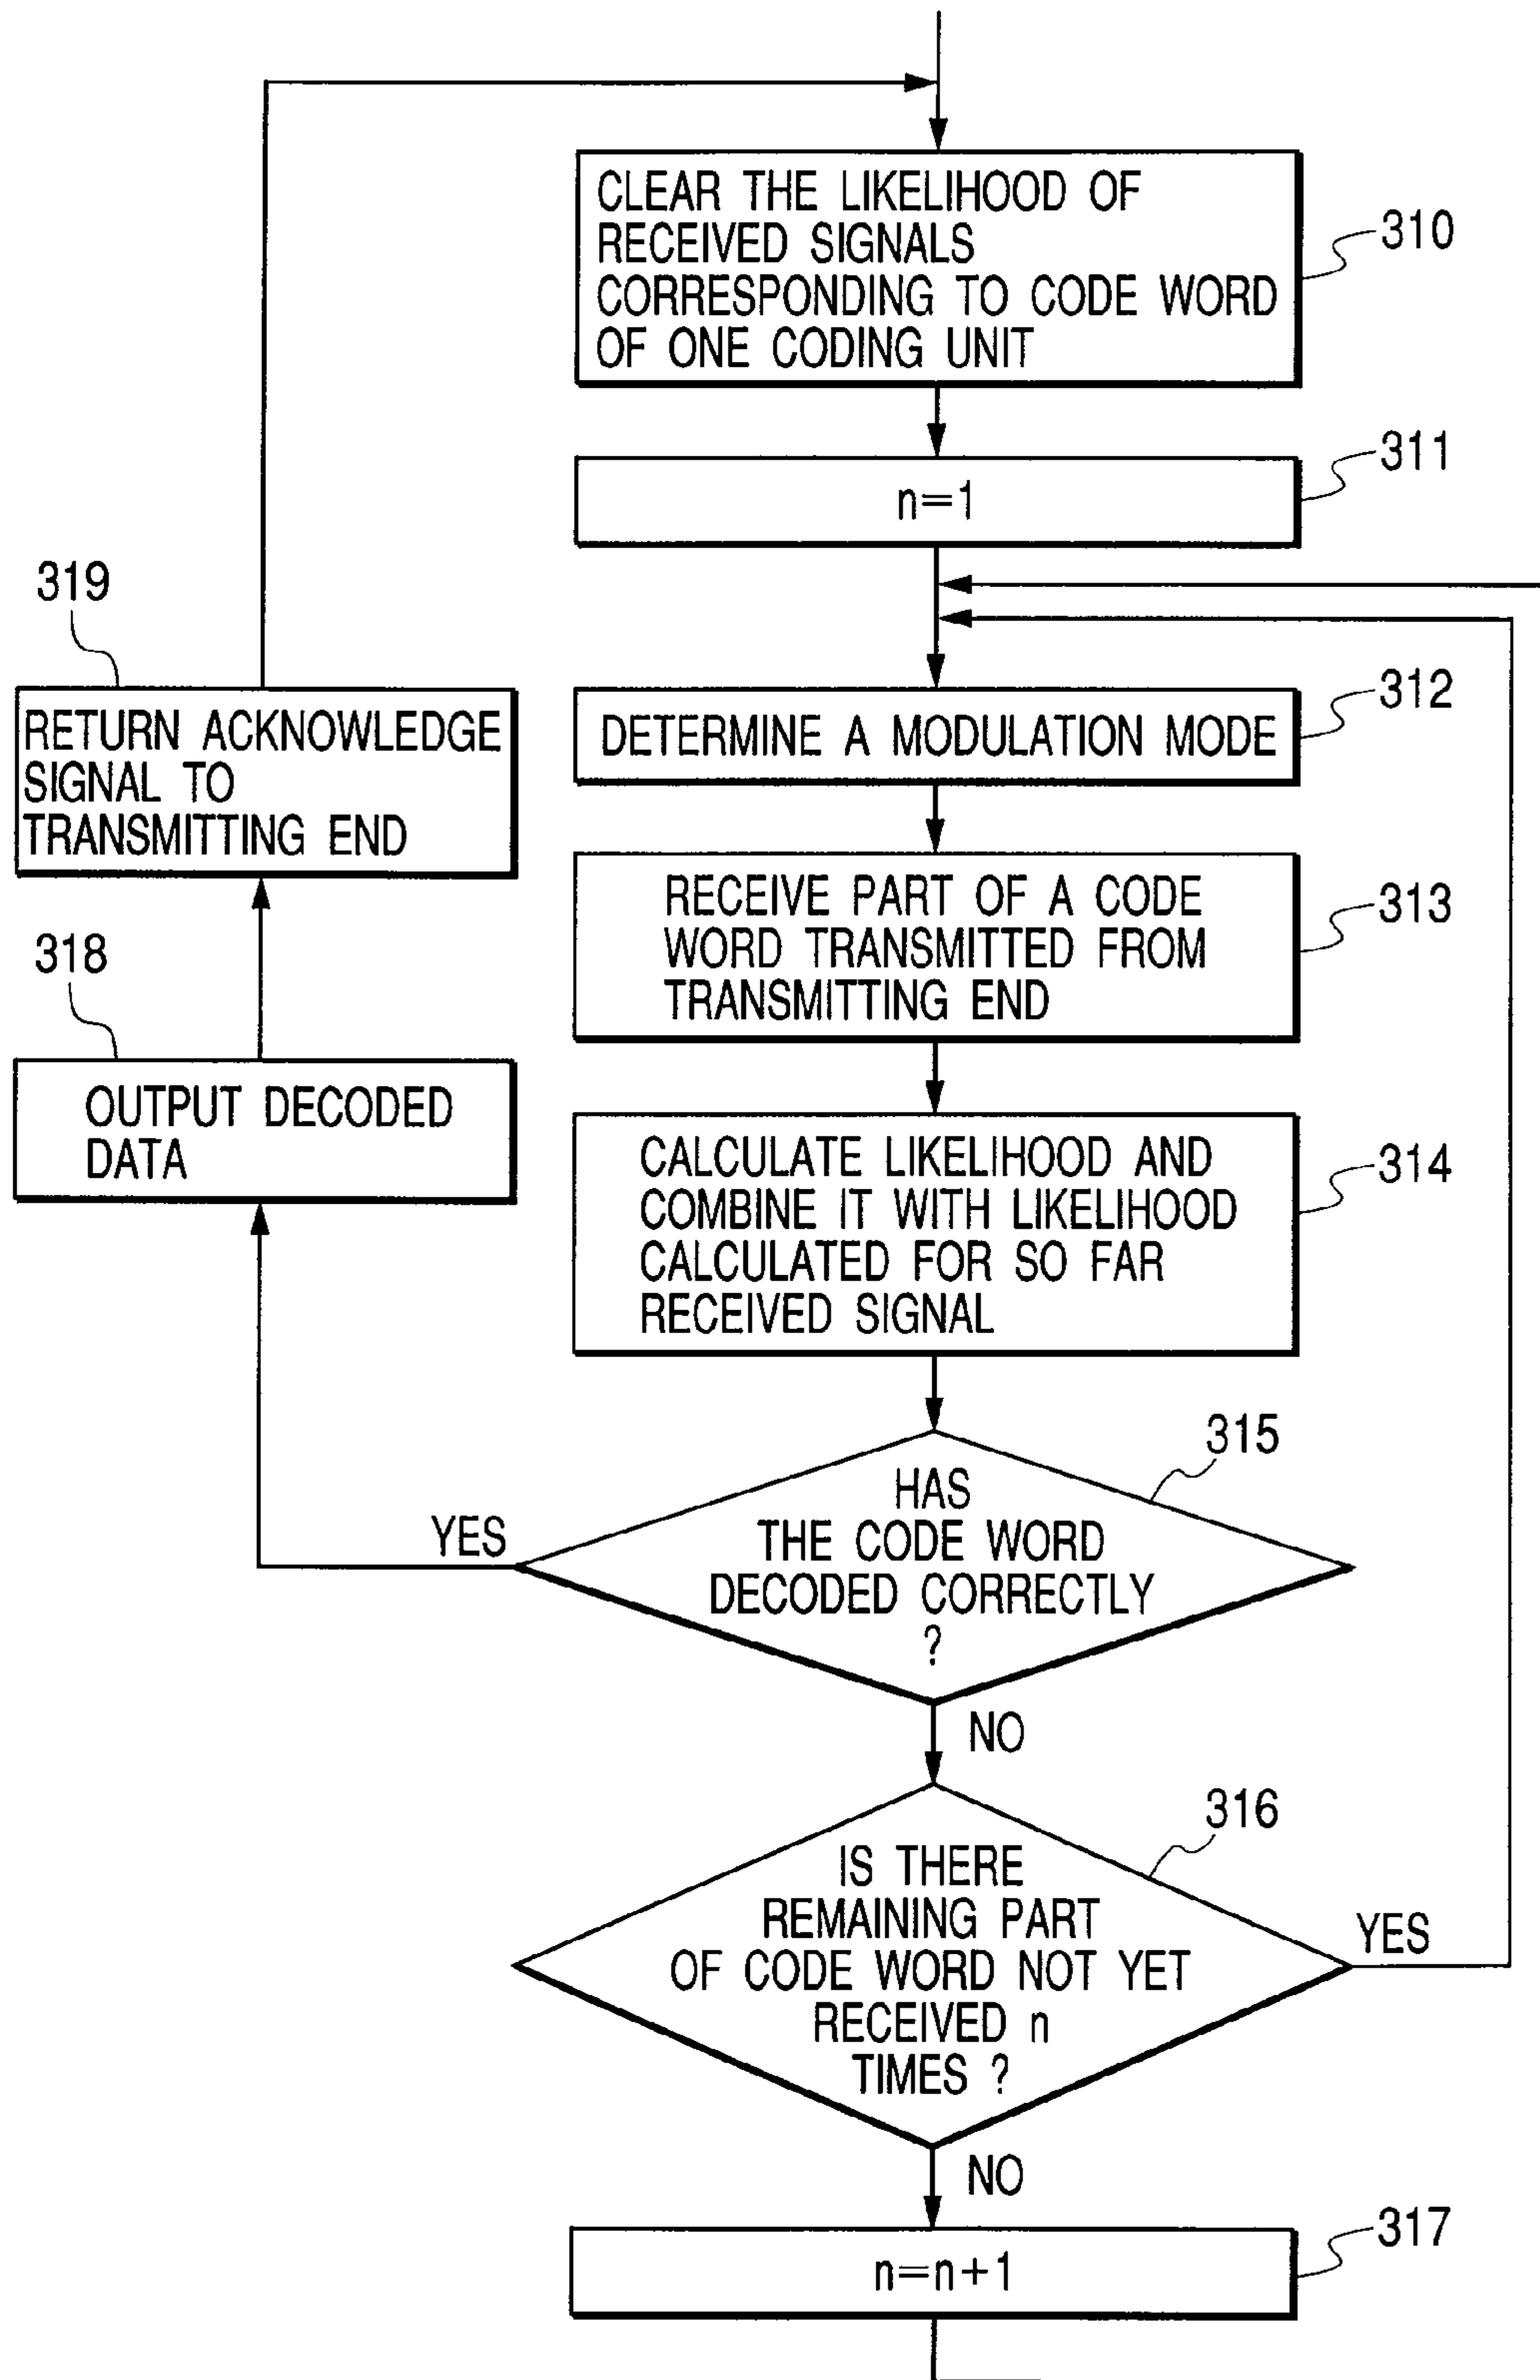 CLEAR THE LIKELIHOOD OF
RECEIVED SIGNALS
CORRESPONDING TO CODE WORD
OF ONE CODING UNIT
310
n=1
311
319
RETURN ACKNOWLEDGE
SIGNAL TO
TRANSMITTING END
DETERMINE A MODULATION MODE
312
RECEIVE PART OF A CODE
WORD TRANSMITTED FROM
TRANSMITTING END
313
318
OUTPUT DECODED
DATA
CALCULATE LIKELIHOOD AND
COMBINE IT WITH LIKELIHOOD
CALCULATED FOR SO FAR
RECEIVED SIGNAL
314
315
YES
HAS
THE CODE WORD
DECODED CORRECTLY
?
NO
316
IS THERE
REMAINING PART
OF CODE WORD NOT YET
RECEIVED n
TIMES ?
YES
NO
n=n+1
317